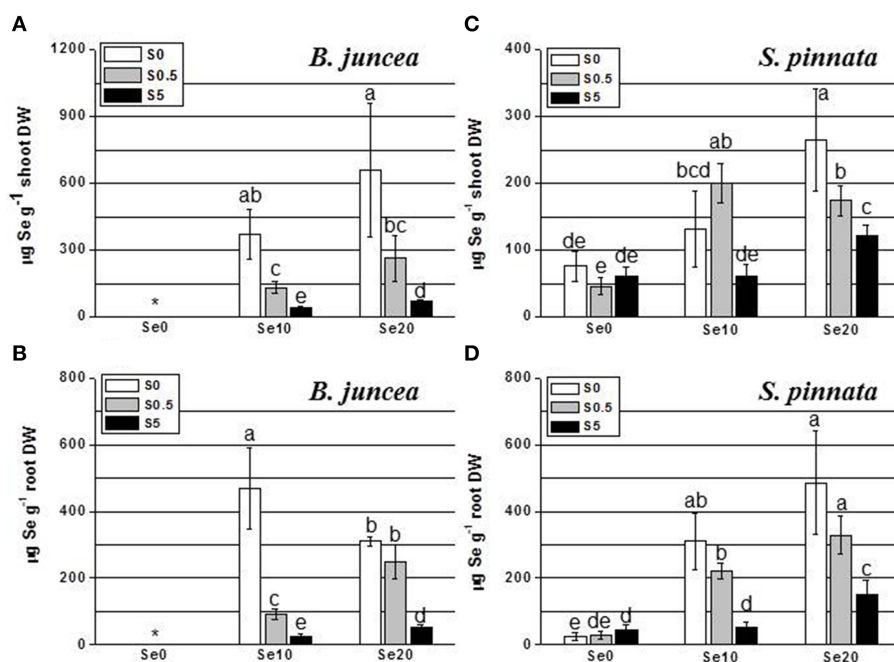 A
1200
900
600
300
0
µg Se g⁻¹ shoot DW
S0
S0.5
S5
B. juncea
*
ab
c
e
a
bc
d
Se0
Se10
Se20
C
400
350
200
100
0
µg Se g⁻¹ shoot DW
S0
S0.5
S5
S. pinnata
de
e
de
bcd
ab
de
a
b
c
Se0
Se10
Se20
B
800
600
400
200
0
µg Se g⁻¹ root DW
S0
S0.5
S5
B. juncea
*
a
c
e
b
b
d
Se0
Se10
Se20
D
800
600
400
200
0
µg Se g⁻¹ root DW
S0
S0.5
S5
S. pinnata
e
de
d
ab
b
d
a
a
c
Se0
Se10
Se20